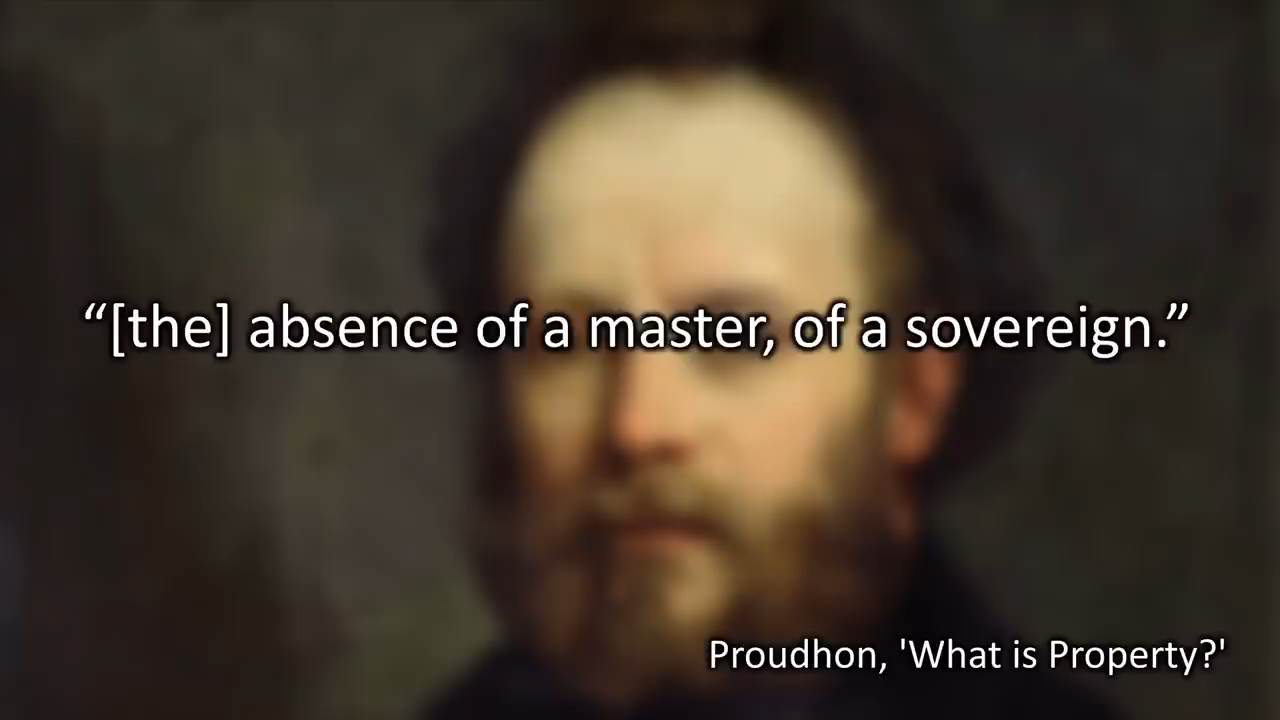 “[the] absence of a master, of a sovereign.”
Proudhon, 'What is Property?'